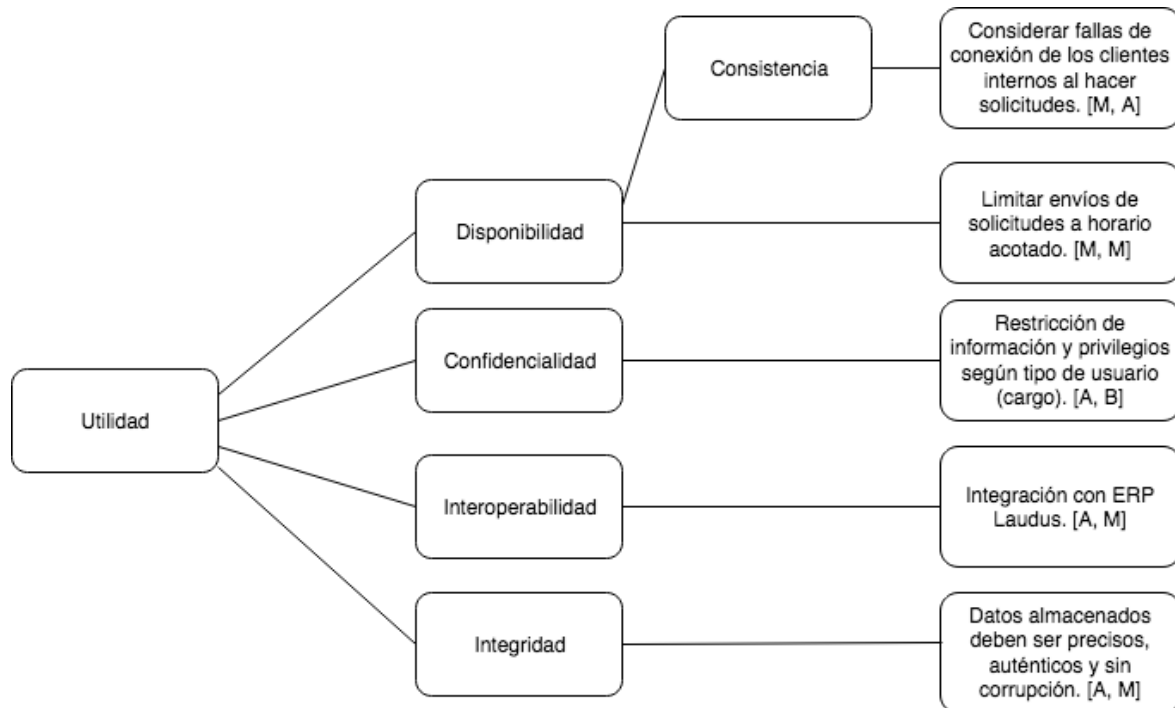 Considerar fallas de
conexión de los clientes
internos al hacer
solicitudes. [M, A]
Consistencia
Limitar envíos de
solicitudes a horario
acotado. [M, M]
Disponibilidad
Restricción de
información y privilegios
según tipo de usuario
(cargo). [A, B]
Confidencialidad
Utilidad
Integración con ERP
Laudus. [A, M]
Interoperabilidad
Datos almacenados
deben ser precisos,
auténticos y sin
corrupción. [A, M]
Integridad